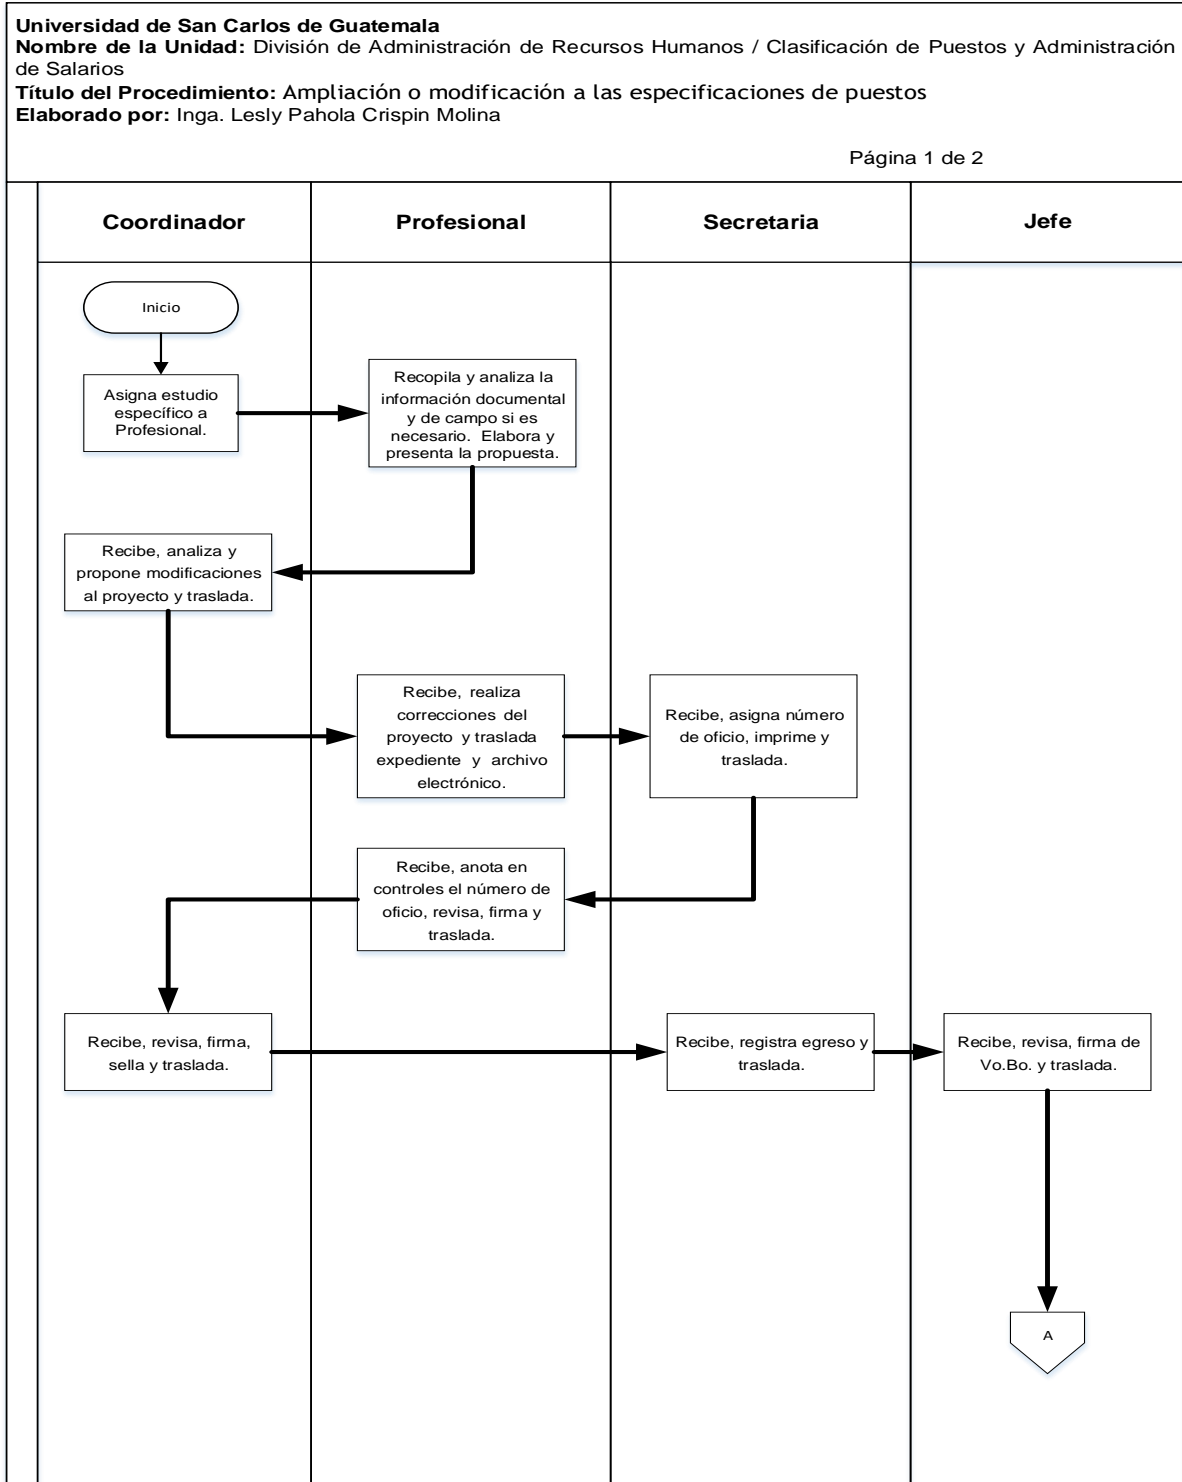 Universidad de San Carlos de Guatemala
Nombre de la Unidad: División de Administración de Recursos Humanos / Clasificación de Puestos y Administración
de Salarios
Título del Procedimiento: Ampliación o modificación a las especificaciones de puestos
Elaborado por: Inga. Lesly Pahola Crispin Molina
Página 1 de 2
Coordinador
Profesional
Secretaria
Jefe
Inicio
Asigna estudio
específico a
Profesional.
Recopila y analiza la
información documental
y de campo si es
necesario. Elabora y
presenta la propuesta.
Recibe, analiza y
propone modificaciones
al proyecto y traslada.
Recibe, realiza
correcciones del
proyecto y traslada
expediente y archivo
electrónico.
Recibe, asigna número
de oficio, imprime y
traslada.
Recibe, anota en
controles el número de
oficio, revisa, firma y
traslada.
Recibe, revisa, firma,
sella y traslada.
Recibe, registra egreso y
traslada.
Recibe, revisa, firma de
Vo.Bo. y traslada.
A